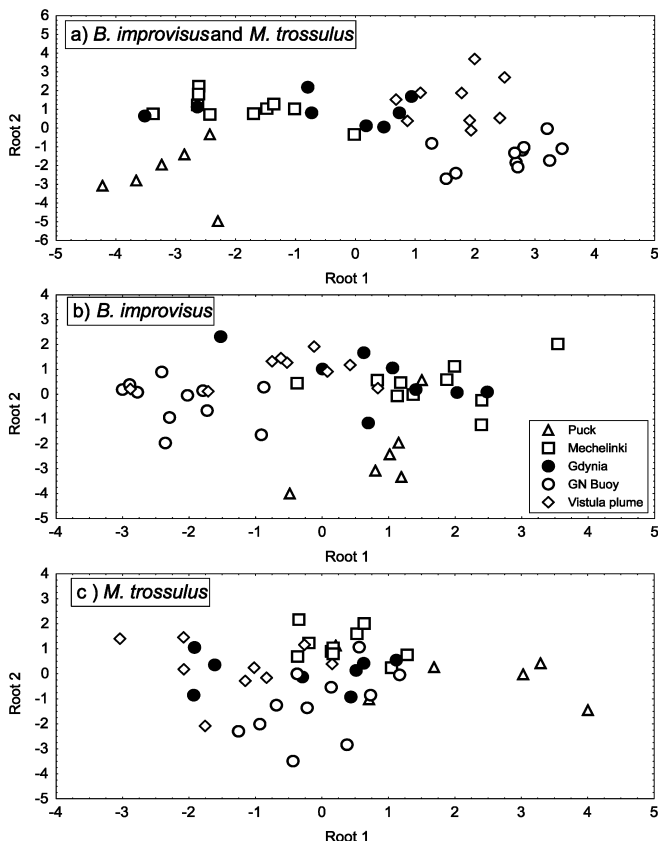 a) B. improvisus and M. trossulus
6
5
4
3
2
1
0
-1
-2
-3
-4
-5
-6
Root 2
-5 -4 -3 -2 -1 0 1 2 3 4 5
Root 1
b) B. improvisus
4
3
2
1
0
-1
-2
-3
-4
-5
Root 2
Puck
Mechelinki
Gdynia
GN Buoy
Vistula plume
-4 -3 -2 -1 0 1 2 3 4 5
Root 1
c ) M. trossulus
4
3
2
1
0
-1
-2
-3
-4
-5
Root 2
-4 -3 -2 -1 0 1 2 3 4 5
Root 1